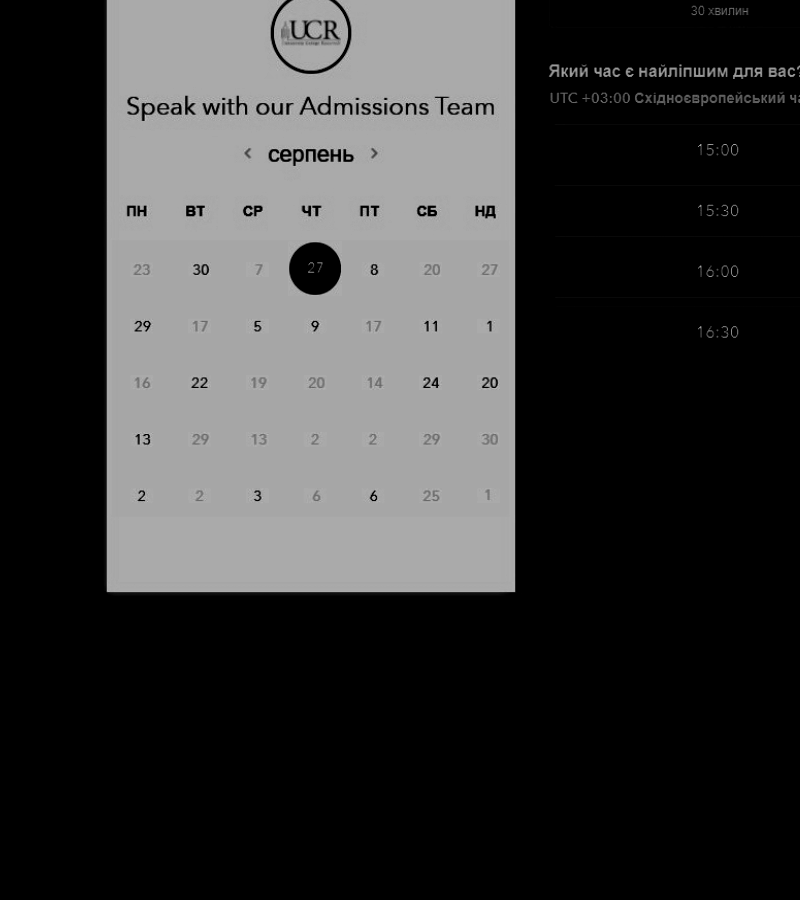 UCR
Speak with our Admissions Team
< серпень >
ПН ВТ СР ЧТ ПТ СБ НД
23 30 7 27 8 20 27
29 17 5 9 17 11 1
16 22 19 20 14 24 20
13 29 13 2 2 29 30
2 2 3 6 6 25 1
30 хвилин
Який час є найліпшим для вас?
UTC +03:00 Східноєвропейський ча
15:00
15:30
16:00
16:30